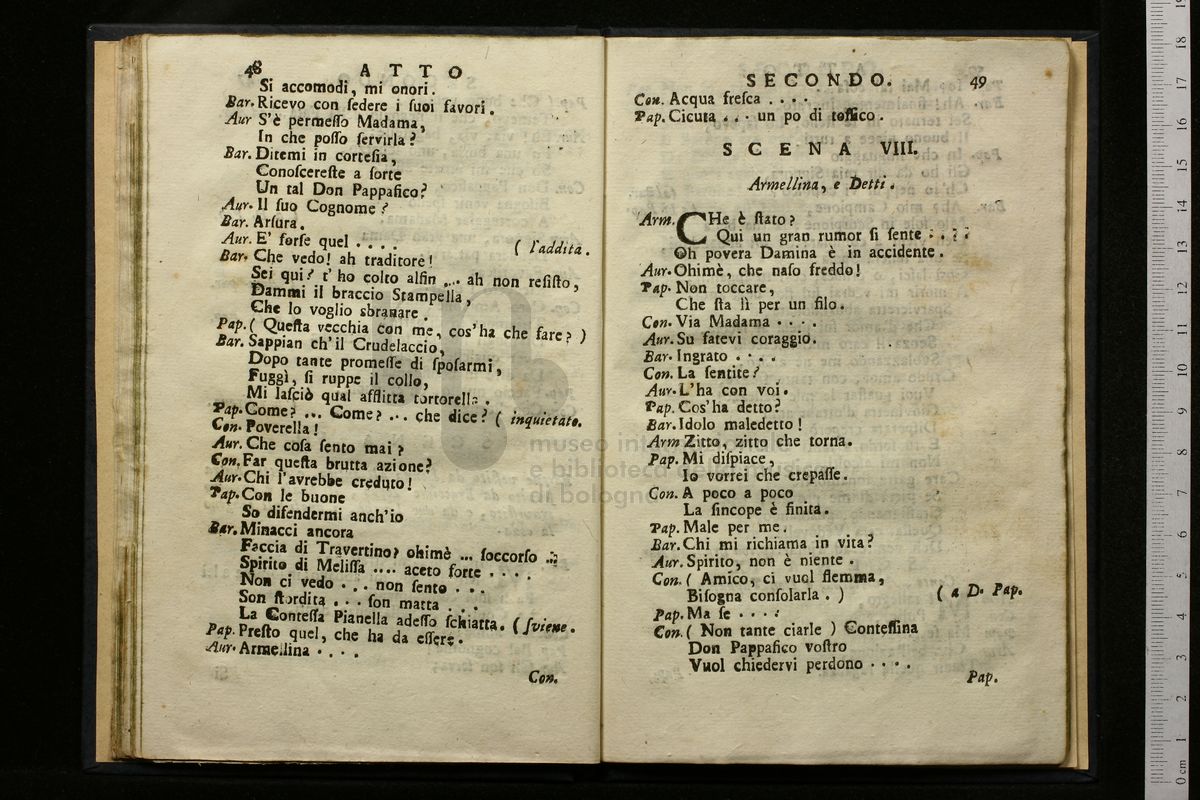 48 ATTO
Si accomodi, mi onori.
Bar. Ricevo con ſedere i ſuoi favori.
Aur S'è permeſſo Madama,
In che poſſo ſervirla?
Bar. Ditemi in corteſia,
Conoſcereſte a ſorte
Un tal Don Pappafico?
Aur. Il ſuo Cognome?
Bar. Arſura.
Aur. E' forſe quel . . . . ( l'addita.
Bar. Che vedo! ah traditore!
Sei qui? t' ho colto alfin .... ah non reſiſto,
Dammi il braccio Stampella,
Che lo voglio sbranare.
Pap. ( Queſta vecchia con me, cos'ha che fare? )
Bar. Sappian ch'il Crudelaccio,
Dopo tante promeſſe di ſpoſarmi,
Fuggì, ſi ruppe il collo,
Mi laſciò qual afflitta tortorella.
Pap. Come? ... Come? ... che dice? ( inquietato.
Con. Poverella!
Aur. Che coſa ſento mai?
Con. Far queſta brutta azione?
Aur. Chi l'avrebbe creduto!
Pap. Con le buone
So difendermi anch'io
Bar. Minacci ancora
Faccia di Travertino? ohimè ... ſoccorſo ...
Spirito di Meliſſa .... aceto forte . . . .
Non ci vedo . . . non ſento . . .
Son ſtordita . . . ſon matta . . .
La Conteſſa Pianella adeſſo ſchiatta. ( ſviene.
Pap. Preſto quel, che ha da eſſere.
Aur. Armellina . . . .
Con.
SECONDO. 49
Con. Acqua freſca . . . .
Pap. Cicuta . . . un po di toſſico.
SCENA VIII.
Armellina, e Detti.
Arm. CHe è ſtato?
Qui un gran rumor ſi ſente . . ? ?
Oh povera Damina è in accidente.
Aur. Ohimè, che naſo freddo!
Pap. Non toccare,
Che ſta lì per un filo.
Con. Via Madama . . . .
Aur. Su fatevi coraggio.
Bar. Ingrato . . . .
Con. La ſentite?
Aur. L'ha con voi.
Pap. Cos'ha detto?
Bar. Idolo maledetto!
Arm Zitto, zitto che torna.
Pap. Mi diſpiace,
Io vorrei che crepaſſe.
Con. A poco a poco
La ſincope è finita.
Pap. Male per me.
Bar. Chi mi richiama in vita?
Aur. Spirito, non è niente.
Con. ( Amico, ci vuol flemma,
Biſogna conſolarla. ) ( a D. Pap.
Pap. Ma ſe . . . .
Con. ( Non tante ciarle ) Conteſſina
Don Pappafico voſtro
Vuol chiedervi perdono . . . .
Pap.